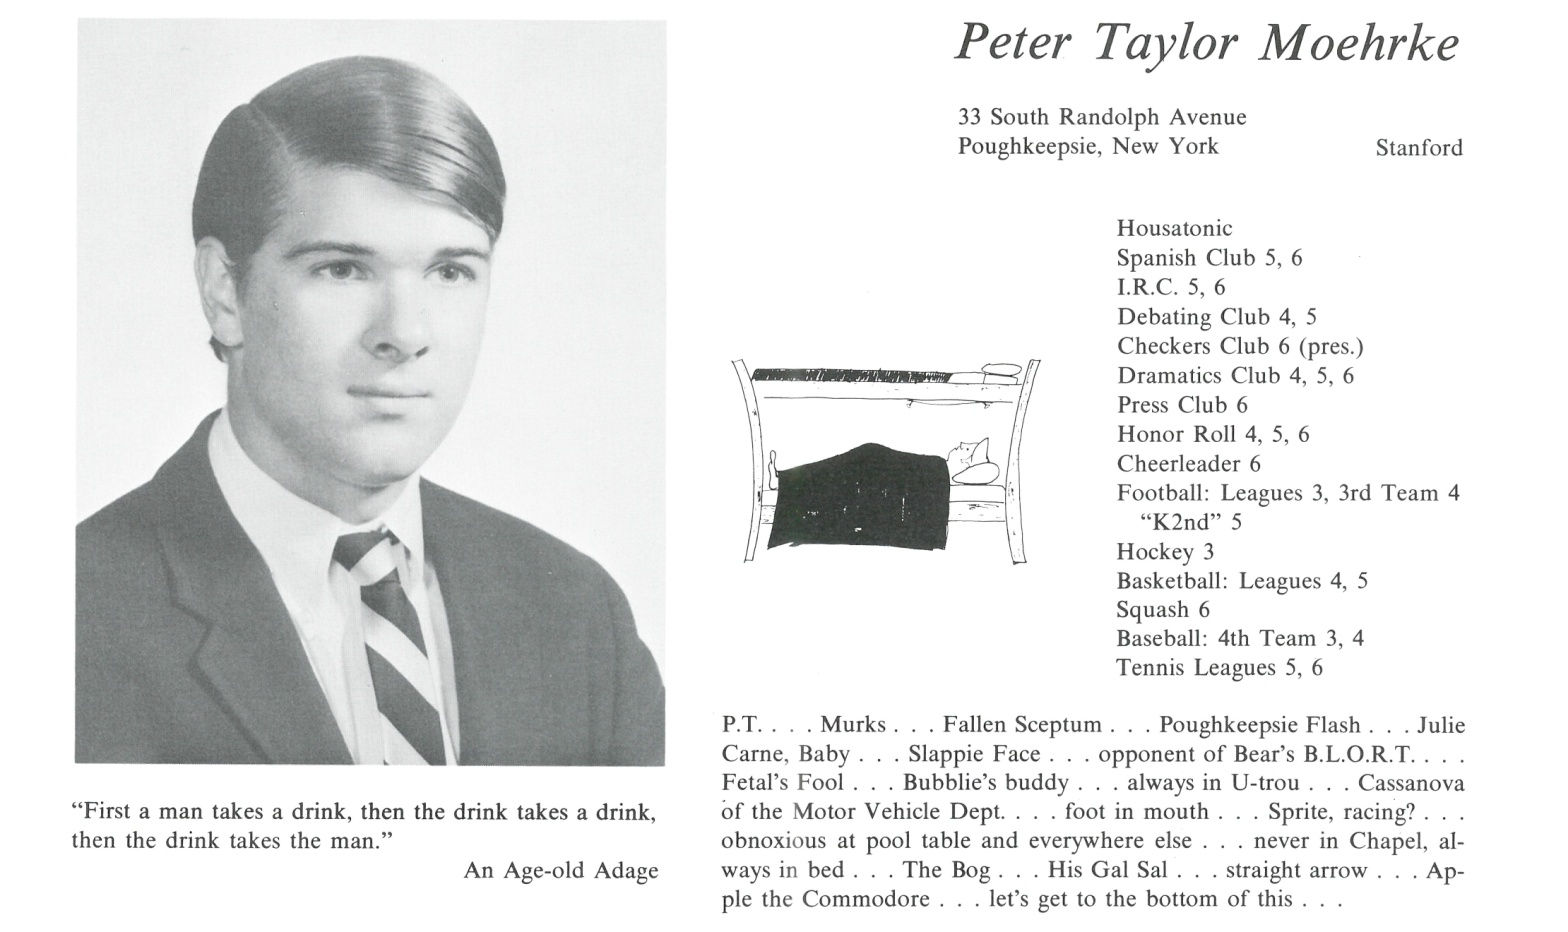 Peter Taylor Moehrke
33 South Randolph Avenue
Poughkeepsie, New York Stanford
Housatonic
Spanish Club 5, 6
I.R.C. 5, 6
Debating Club 4, 5
Checkers Club 6 (pres.)
Dramatics Club 4, 5, 6
Press Club 6
Honor Roll 4, 5, 6
Cheerleader 6
Football: Leagues 3, 3rd Team 4
“K2nd” 5
Hockey 3
Basketball: Leagues 4, 5
Squash 6
Baseball: 4th Team 3, 4
Tennis Leagues 5, 6
“First a man takes a drink, then the drink takes a drink,
then the drink takes the man.”
An Age-old Adage
P.T. . . . Murks . . . Fallen Sceptum . . . Poughkeepsie Flash . . . Julie
Carne, Baby . . . Slappie Face . . . opponent of Bear's B.L.O.R.T. . . .
Fetal's Fool . . . Bubblie's buddy . . . always in U-trou . . . Cassanova
of the Motor Vehicle Dept. . . . foot in mouth . . . Sprite, racing? . . .
obnoxious at pool table and everywhere else . . . never in Chapel, al-
ways in bed . . . The Bog . . . His Gal Sal . . . straight arrow . . . Ap-
ple the Commodore . . . let's get to the bottom of this . . .